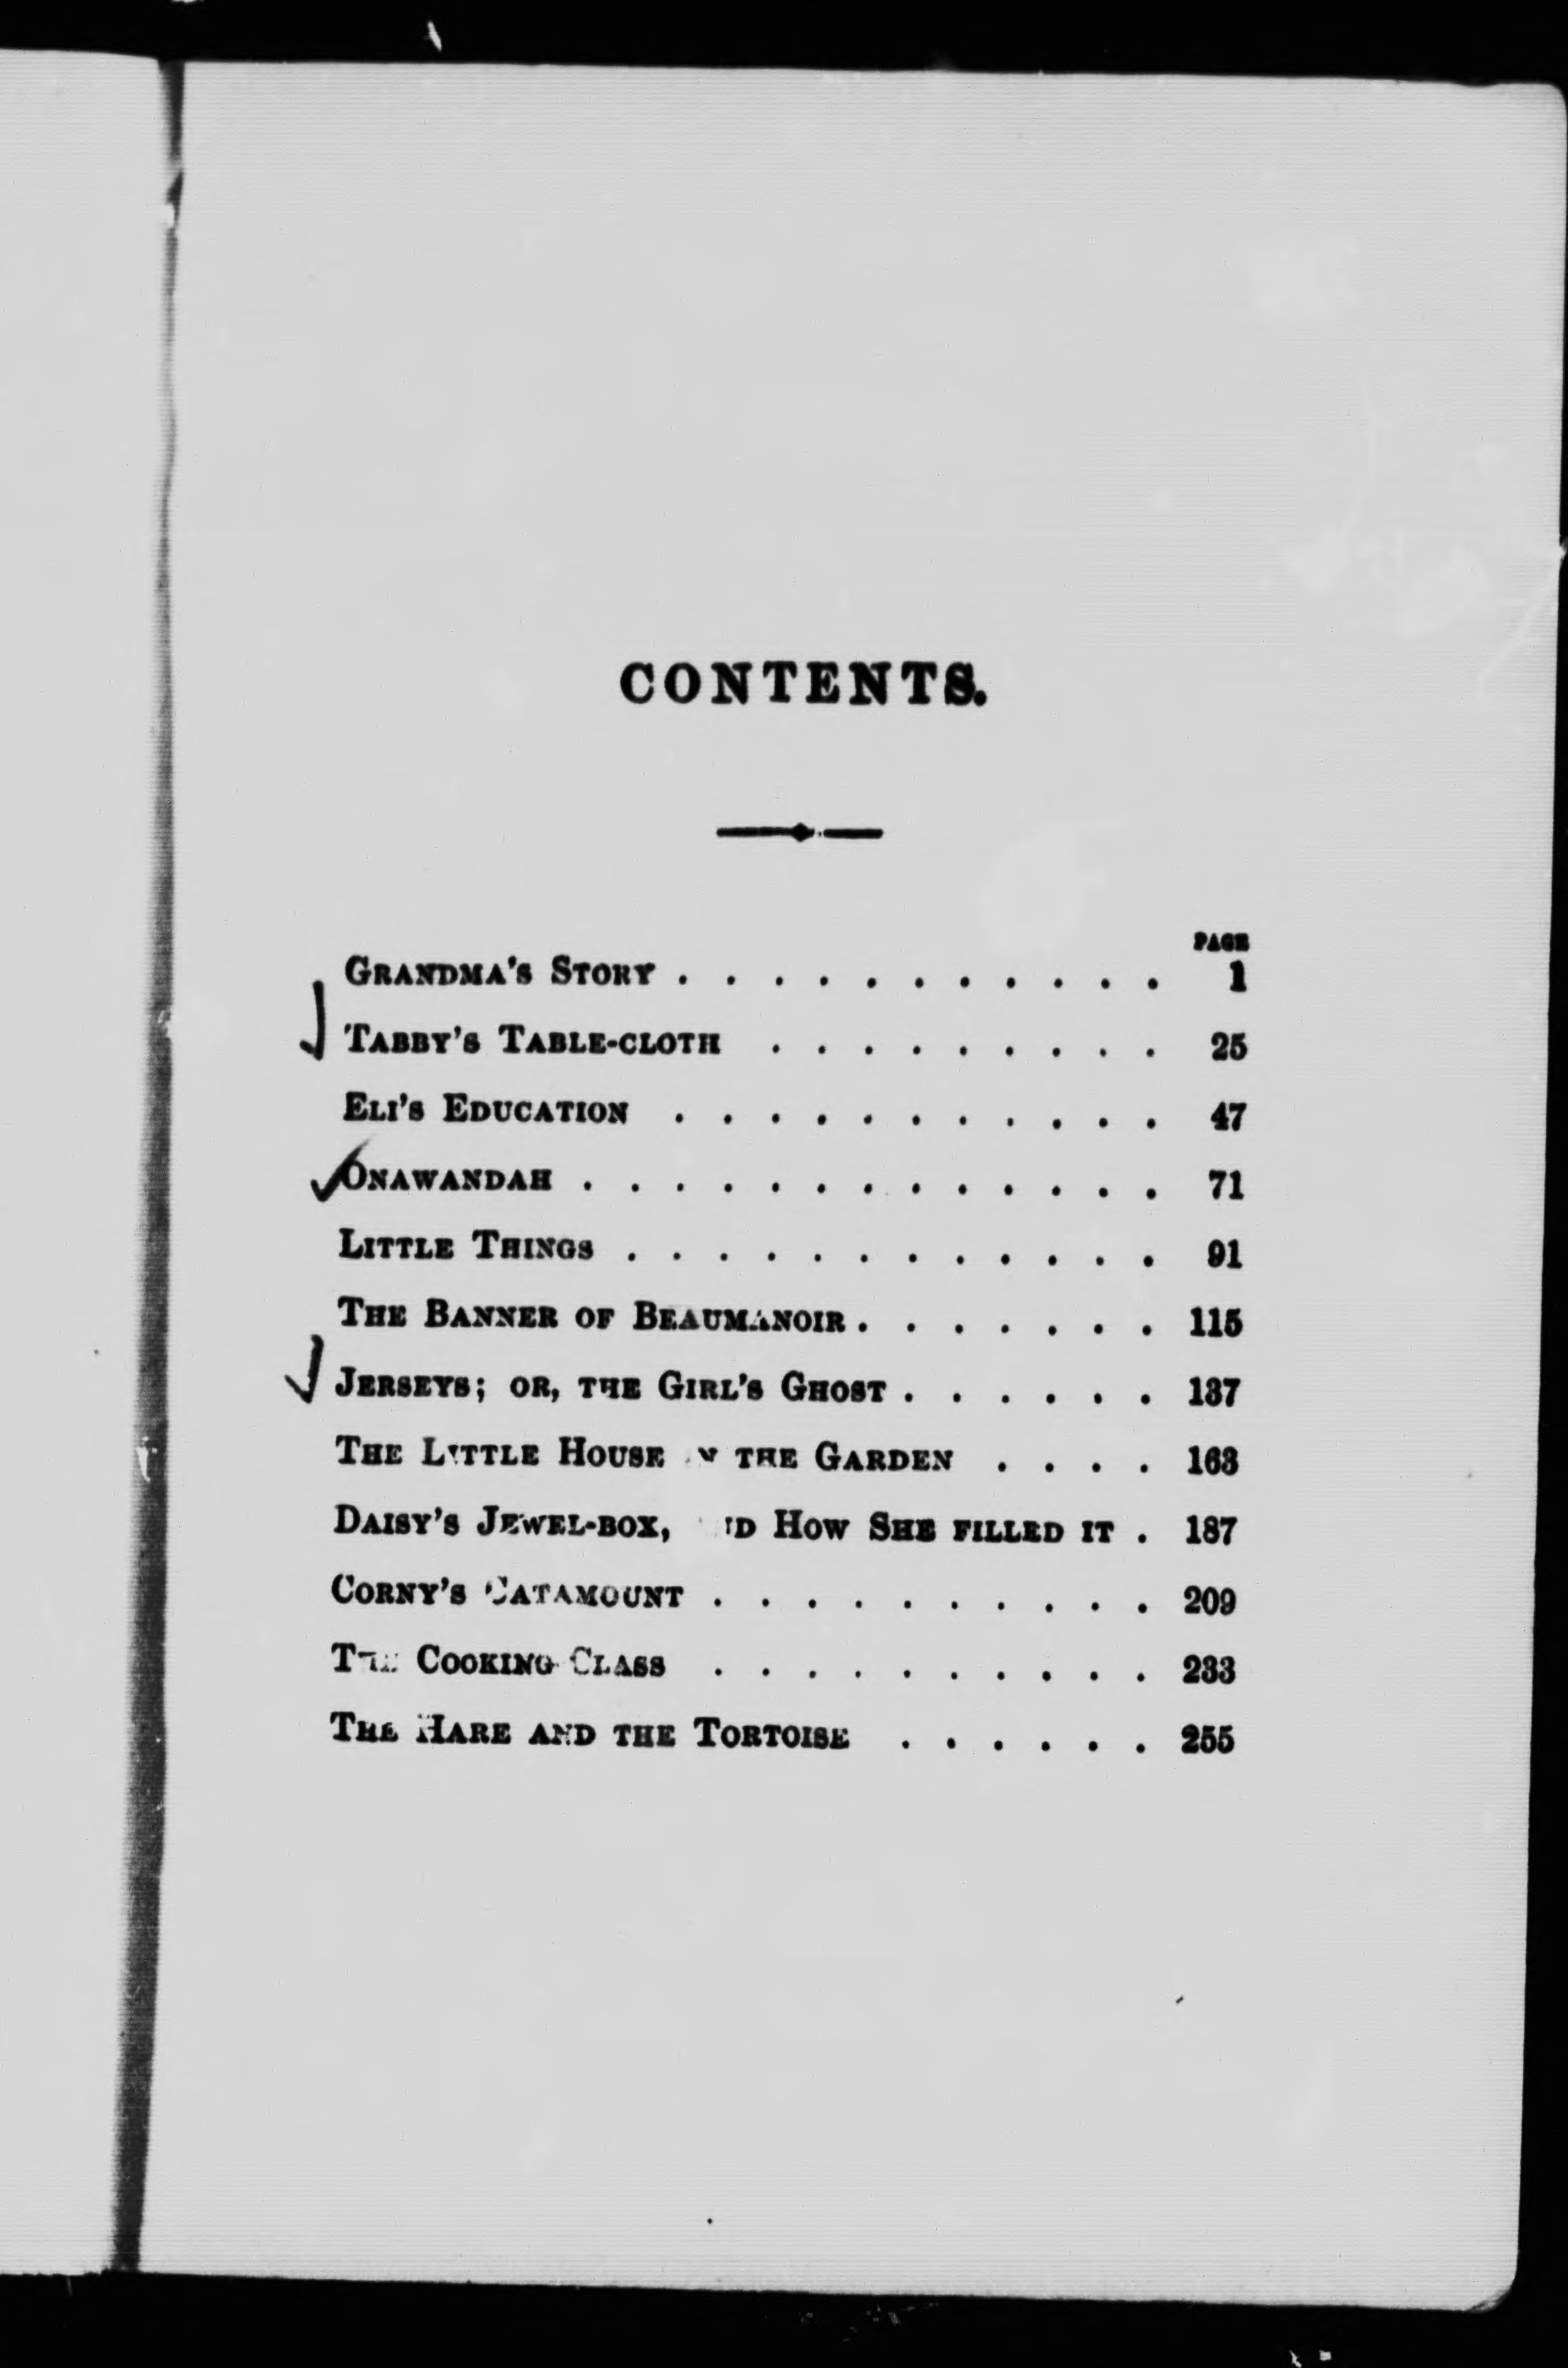 CONTENTS.
PAGE
GRANDMA'S STORY . . . . . . . . . . . 1
TABBY'S TABLE-CLOTH . . . . . . . . . 25
ELI'S EDUCATION . . . . . . . . . . . 47
ONAWANDAH . . . . . . . . . . . . . 71
LITTLE THINGS . . . . . . . . . . . . 91
THE BANNER OF BEAUMANOIR . . . . . . . 115
JERSEYS; OR, THE GIRL'S GHOST . . . . . . 137
THE LITTLE HOUSE THE GARDEN . . . . 163
DAISY'S JEWEL-BOX, HOW SHE FILLED IT . 187
CORNY'S CATAMOUNT . . . . . . . . . . 209
THE COOKING-CLASS . . . . . . . . . . 233
THE HARE AND THE TORTOISE . . . . . . 255